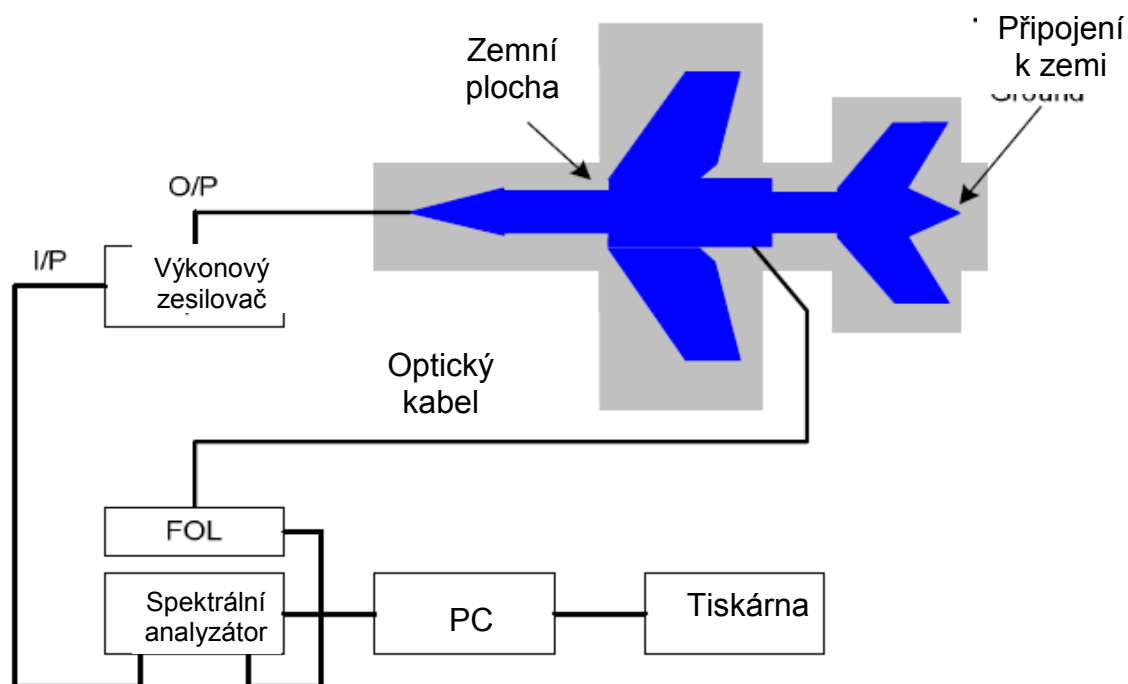 Připojení
k zemi
Ground
Zemní
plocha
O/P
I/P
Výkonový
zesilovač
Optický
kabel
FOL
Spektrální
analyzátor
PC
Tiskárna